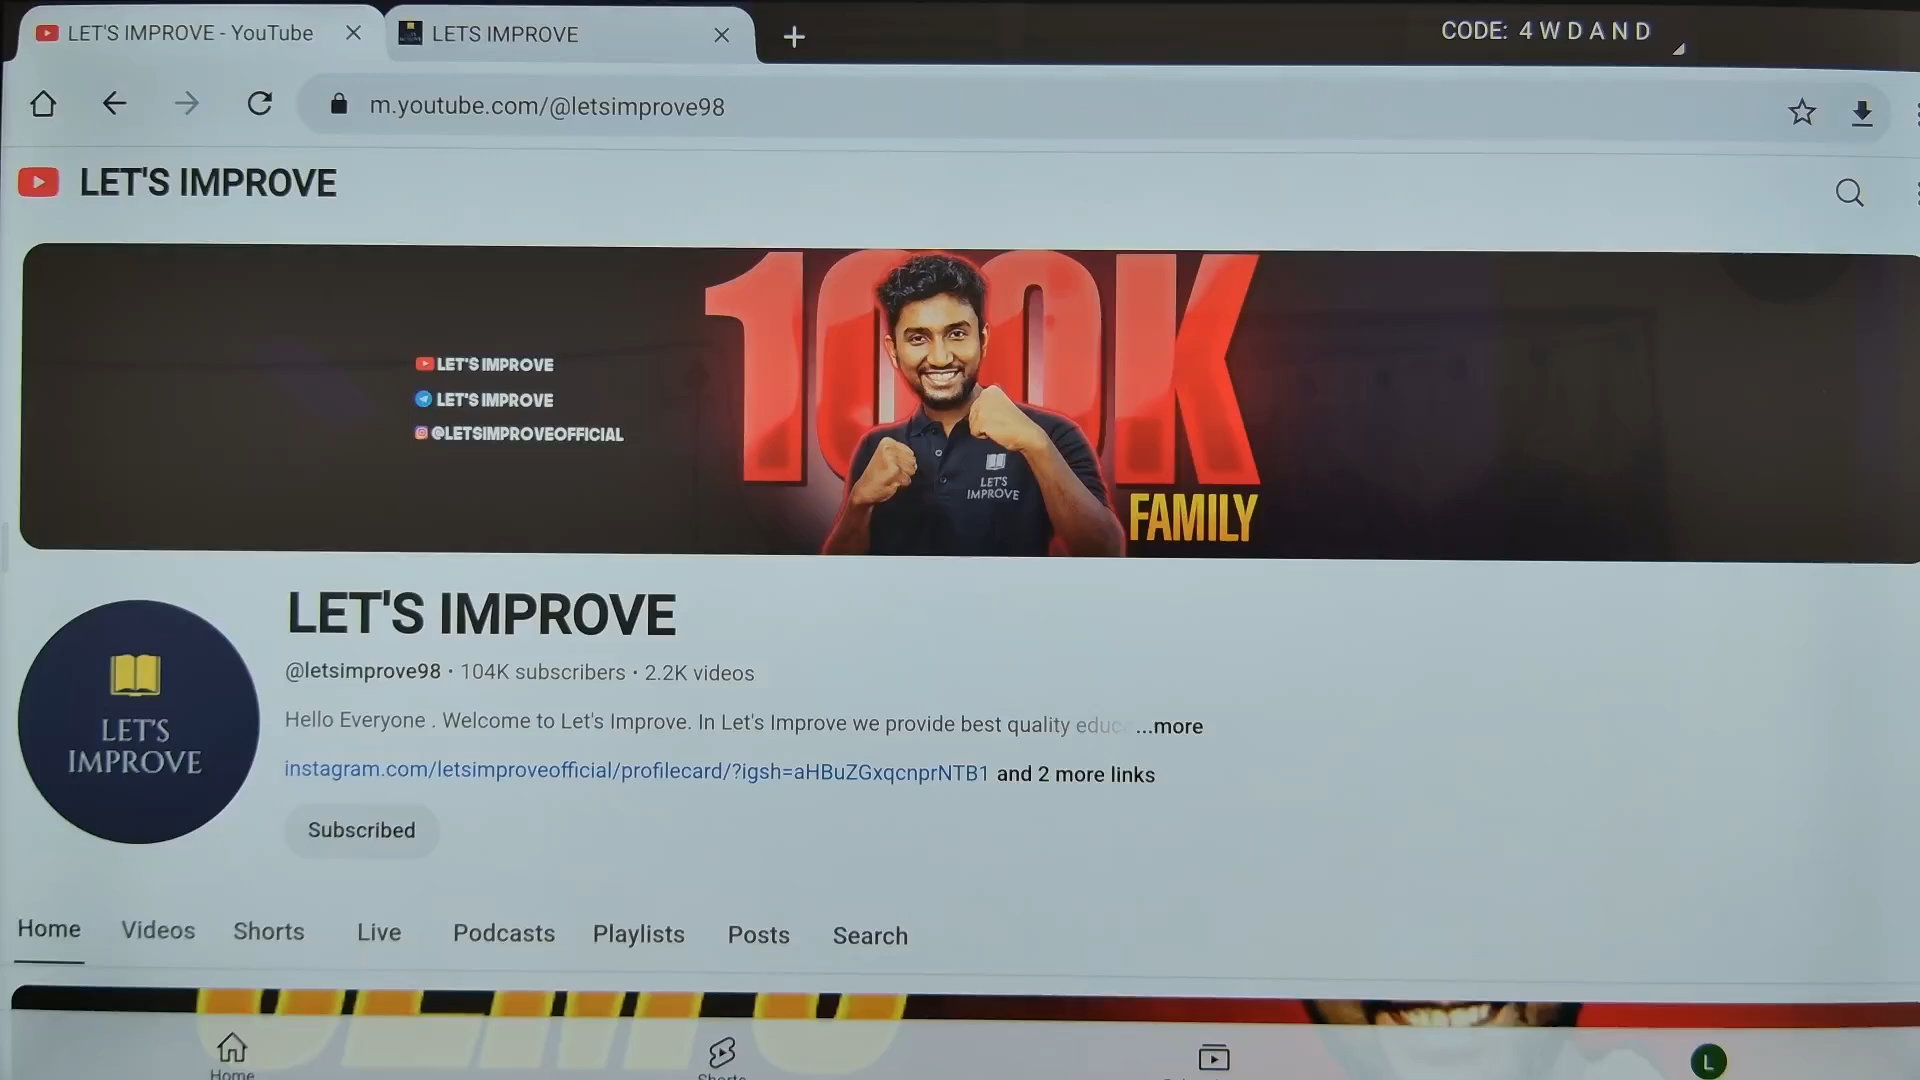 LET'S IMPROVE - YouTube
LETS IMPROVE
CODE: 4 W D A N D
m.youtube.com/@letsimprove98
LET'S IMPROVE
100K
FAMILY
LET'S IMPROVE
LET'S IMPROVE
@LETSIMPROVEOFFICIAL
LET'S
IMPROVE
LET'S
IMPROVE
LET'S IMPROVE
@letsimprove98 · 104K subscribers · 2.2K videos
Hello Everyone . Welcome to Let's Improve. In Let's Improve we provide best quality educ ...more
instagram.com/letsimproveofficial/profilecard/?igsh=aHBuZGxqcnprNTB1 and 2 more links
Subscribed
Home Videos Shorts Live Podcasts Playlists Posts Search
Home
Shorts
L